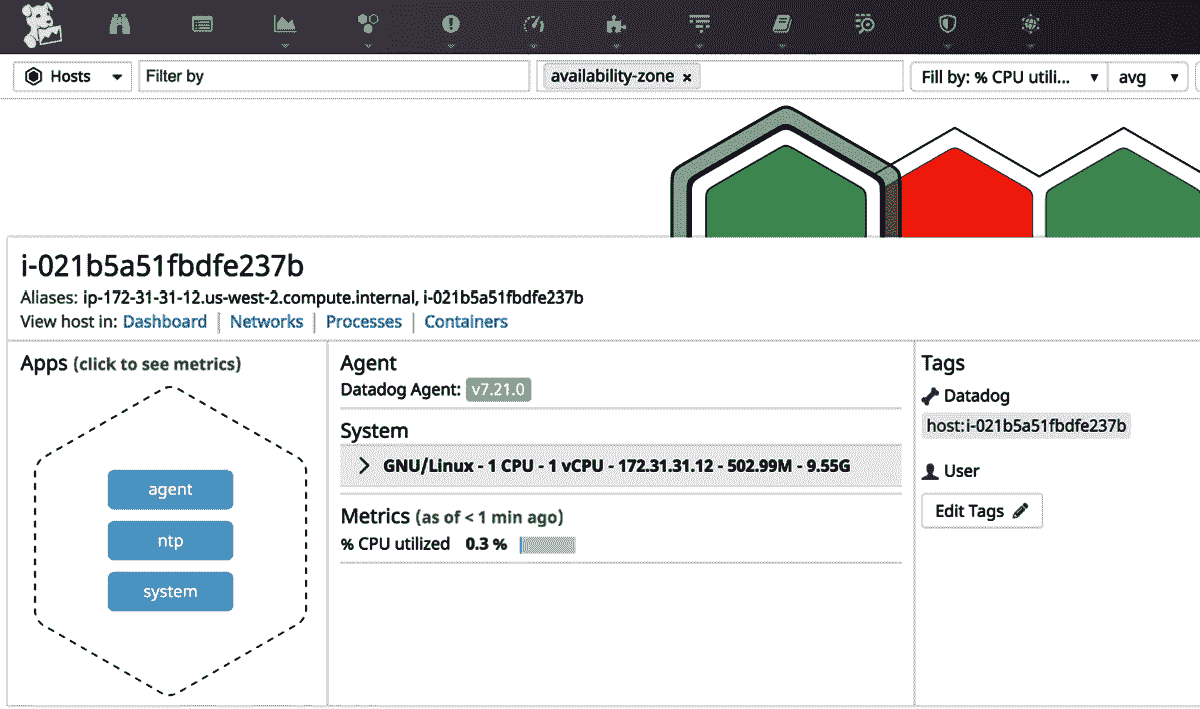 Hosts
Filter by
availability-zone ×
Fill by: % CPU utili...
avg
i-021b5a51fbdfe237b
Aliases: ip-172-31-31-12.us-west-2.compute.internal, i-021b5a51fbdfe237b
View host in: Dashboard | Networks | Processes | Containers
Apps (click to see metrics)
agent
ntp
system
Agent
Datadog Agent: v7.21.0
System
GNU/Linux - 1 CPU - 1 vCPU - 172.31.31.12 - 502.99M - 9.55G
Metrics (as of < 1 min ago)
% CPU utilized 0.3 %
Tags
Datadog
host:i-021b5a51fbdfe237b
User
Edit Tags